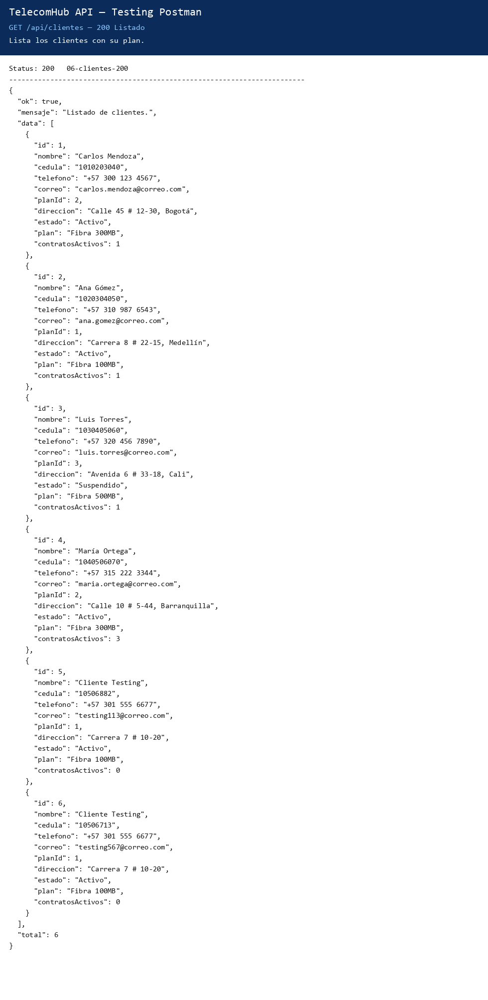 TelecomHub API — Testing Postman
GET /api/clientes — 200 Listado
Lista los clientes con su plan.
Status: 200   06-clientes-200
------------------------------------------------------------------------
{
  "ok": true,
  "mensaje": "Listado de clientes.",
  "data": [
    {
      "id": 1,
      "nombre": "Carlos Mendoza",
      "cedula": "1010203040",
      "telefono": "+57 300 123 4567",
      "correo": "carlos.mendoza@correo.com",
      "planId": 2,
      "direccion": "Calle 45 # 12-30, Bogotá",
      "estado": "Activo",
      "plan": "Fibra 300MB",
      "contratosActivos": 1
    },
    {
      "id": 2,
      "nombre": "Ana Gómez",
      "cedula": "1020304050",
      "telefono": "+57 310 987 6543",
      "correo": "ana.gomez@correo.com",
      "planId": 1,
      "direccion": "Carrera 8 # 22-15, Medellín",
      "estado": "Activo",
      "plan": "Fibra 100MB",
      "contratosActivos": 1
    },
    {
      "id": 3,
      "nombre": "Luis Torres",
      "cedula": "1030405060",
      "telefono": "+57 320 456 7890",
      "correo": "luis.torres@correo.com",
      "planId": 3,
      "direccion": "Avenida 6 # 33-18, Cali",
      "estado": "Suspendido",
      "plan": "Fibra 500MB",
      "contratosActivos": 1
    },
    {
      "id": 4,
      "nombre": "María Ortega",
      "cedula": "1040506070",
      "telefono": "+57 315 222 3344",
      "correo": "maria.ortega@correo.com",
      "planId": 2,
      "direccion": "Calle 10 # 5-44, Barranquilla",
      "estado": "Activo",
      "plan": "Fibra 300MB",
      "contratosActivos": 3
    },
    {
      "id": 5,
      "nombre": "Cliente Testing",
      "cedula": "10506882",
      "telefono": "+57 301 555 6677",
      "correo": "testing113@correo.com",
      "planId": 1,
      "direccion": "Carrera 7 # 10-20",
      "estado": "Activo",
      "plan": "Fibra 100MB",
      "contratosActivos": 0
    },
    {
      "id": 6,
      "nombre": "Cliente Testing",
      "cedula": "10506713",
      "telefono": "+57 301 555 6677",
      "correo": "testing567@correo.com",
      "planId": 1,
      "direccion": "Carrera 7 # 10-20",
      "estado": "Activo",
      "plan": "Fibra 100MB",
      "contratosActivos": 0
    }
  ],
  "total": 6
}